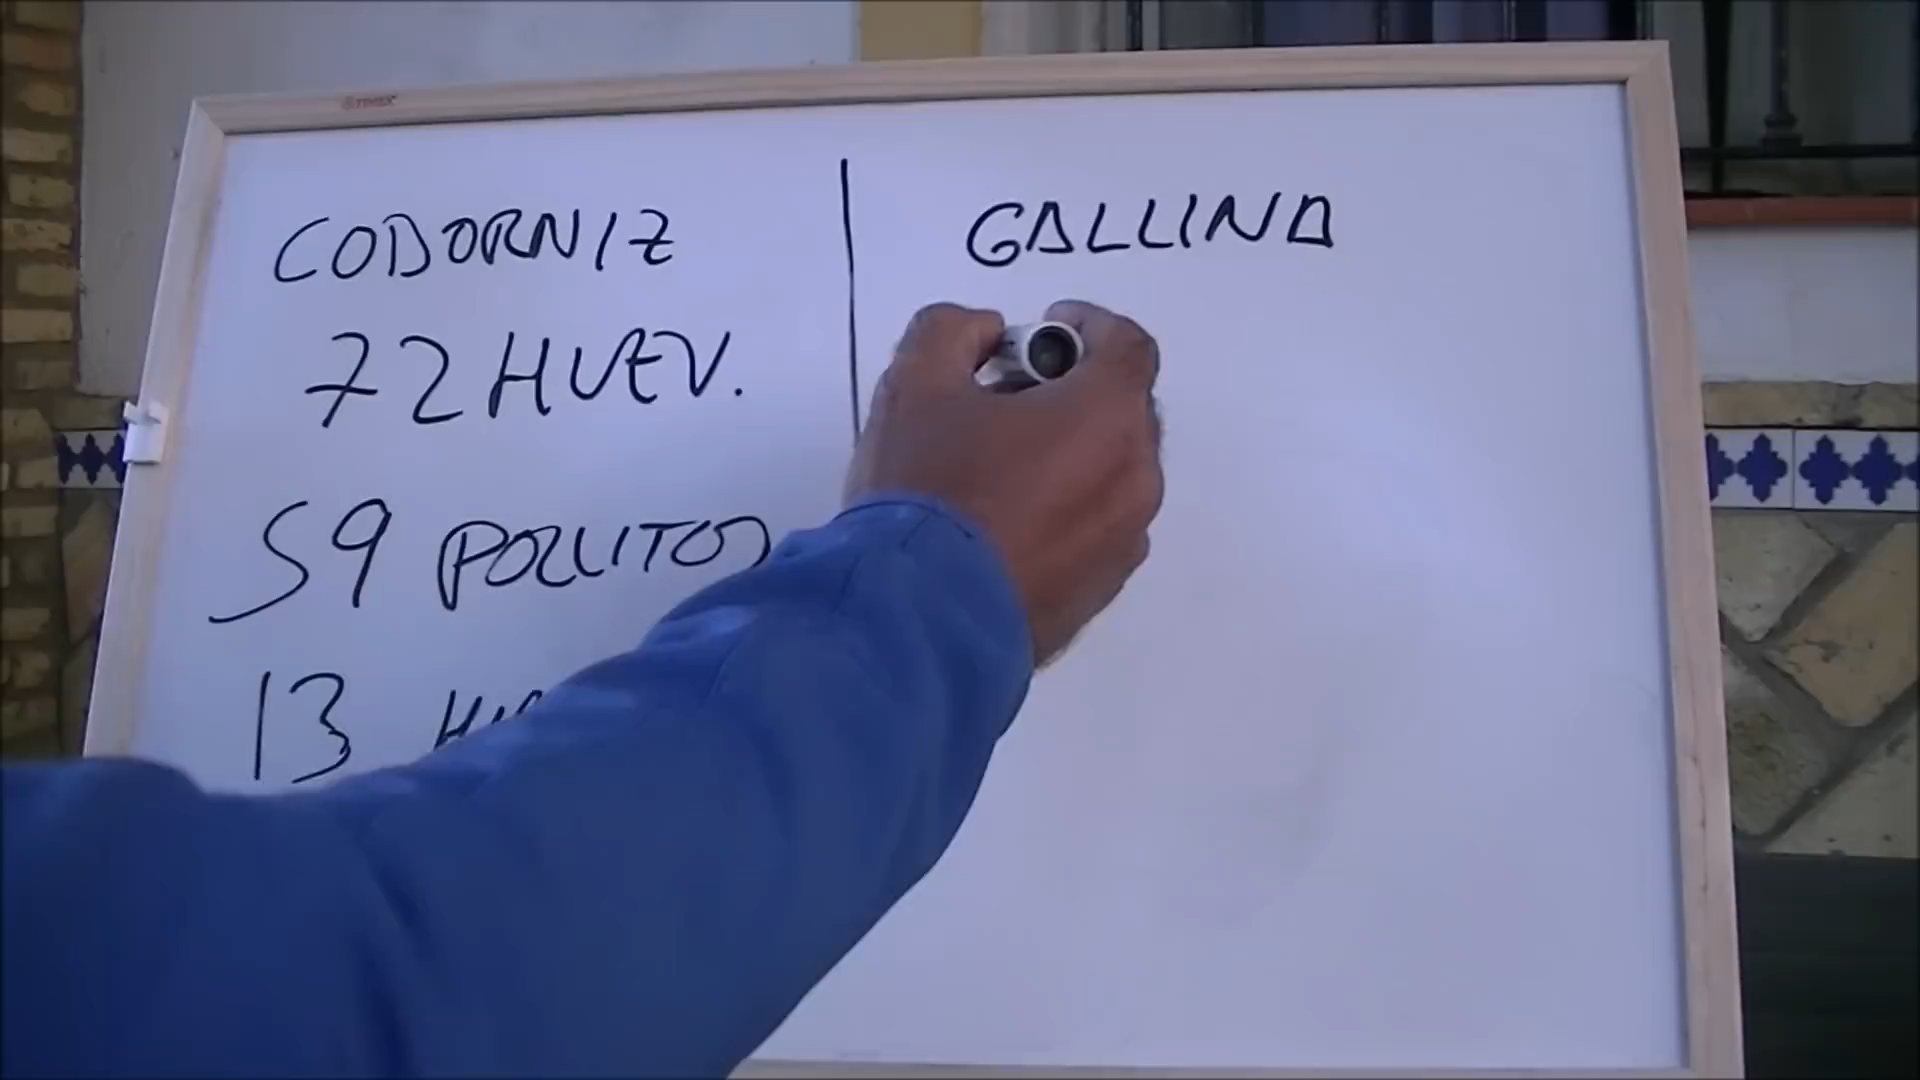 CODORNIZ
72 HUEV.
59 POLLITOS
13
GALLINA